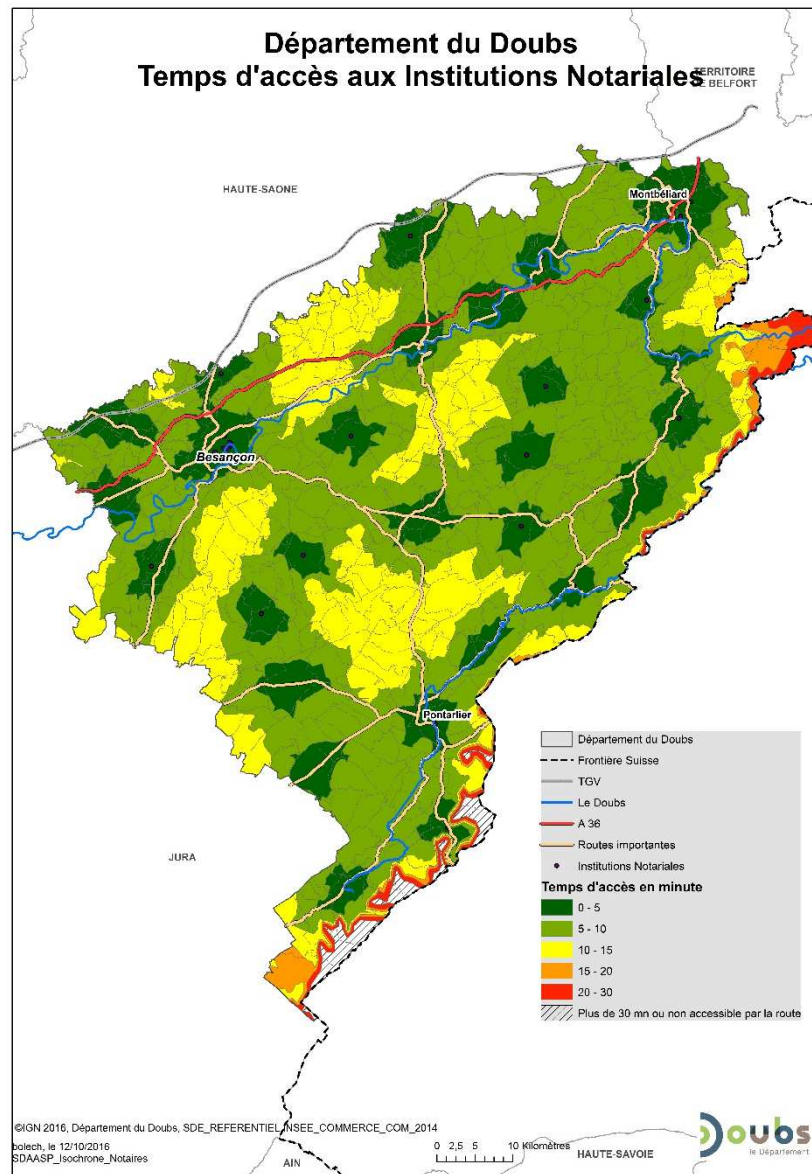 Département du Doubs
Temps d'accès aux Institutions Notariales
TERRITOIRE
DE BELFORT
HAUTE-SAONE
Montbéliard
Besançon
Pontarlier
JURA
Département du Doubs
Frontière Suisse
TGV
Le Doubs
A 36
Routes importantes
Institutions Notariales
Temps d'accès en minute
0 - 5
5 - 10
10 - 15
15 - 20
20 - 30
Plus de 30 mn ou non accessible par la route
©IGN 2016, Département du Doubs, SDE_REFERENTIEL_INSEE_COMMERCE_COM_2014
bolech, le 12/10/2016
SDAASP_Isochrone_Notaires
0 2,5 5 10 Kilomètres
AIN
HAUTE-SAVOIE
Doubs
le Département